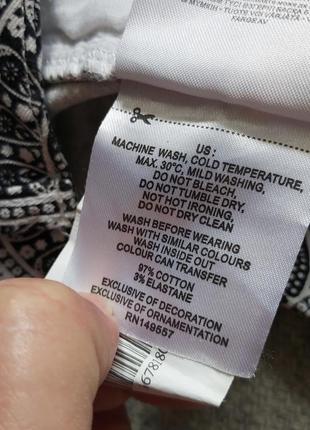 FARGE AV
US:
MACHINE WASH, COLD TEMPERATURE,
MAX. 30°C, MILD WASHING,
DO NOT BLEACH,
DO NOT TUMBLE DRY,
NOT HOT IRONING,
DO NOT DRY CLEAN
WASH BEFORE WEARING
WASH WITH SIMILAR COLOURS
WASH INSIDE OUT
COLOUR CAN TRANSFER
97% COTTON
3% ELASTANE
EXCLUSIVE OF DECORATION
EXCLUSIVE OF ORNAMENTATION
RN149557